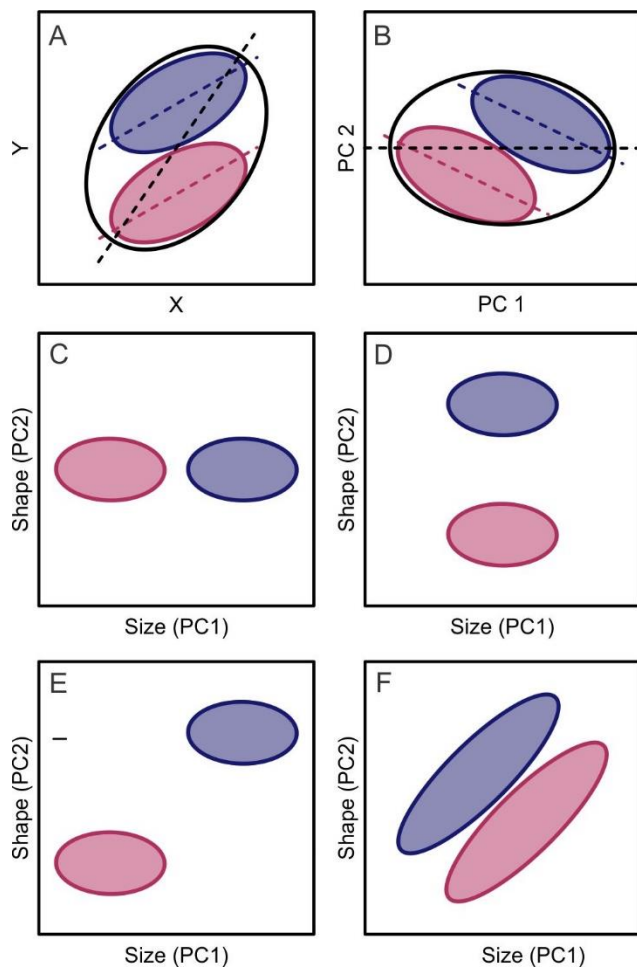 A
Y
X
B
PC 2
PC 1
C
Shape (PC2)
Size (PC1)
D
Shape (PC2)
Size (PC1)
E
Shape (PC2)
Size (PC1)
F
Shape (PC2)
Size (PC1)